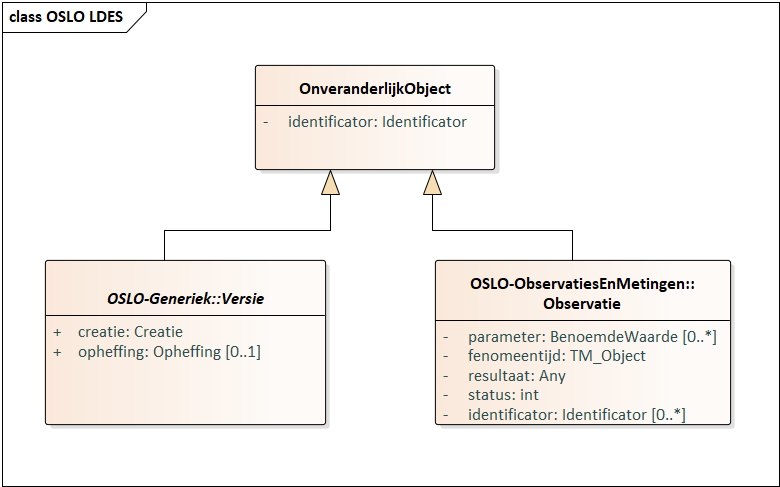 class OSLO LDES
OnveranderlijkObject
- identificator: Identificator
OSLO-Generiek::Versie
+ creatie: Creatie
+ opheffing: Opheffing [0..1]
OSLO-ObservatiesEnMetingen::
Observatie
- parameter: BenoemdeWaarde [0..*]
- fenomeentijd: TM_Object
- resultaat: Any
- status: int
- identificator: Identificator [0..*]